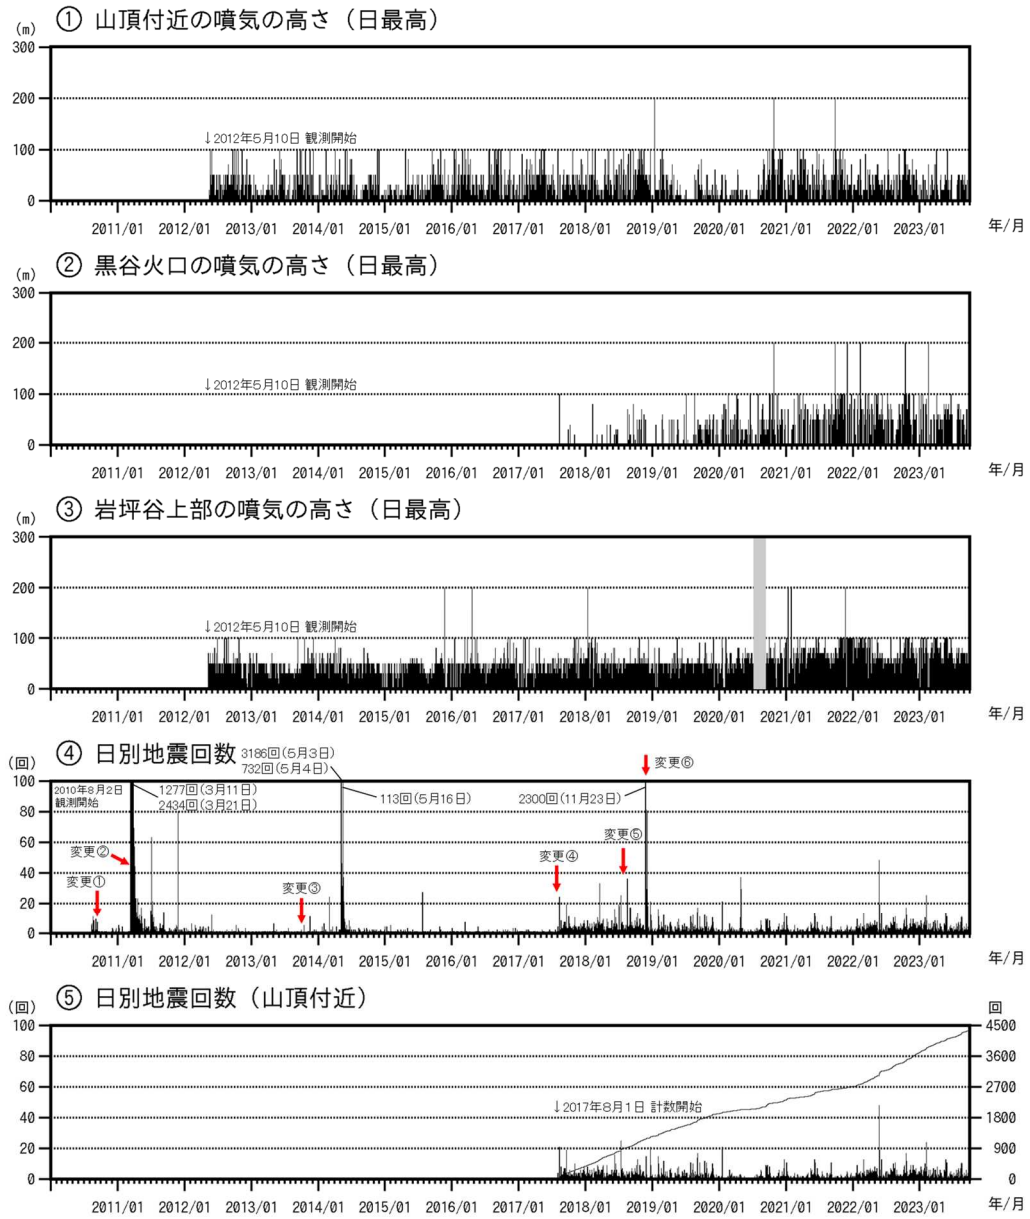 ① 山頂付近の噴気の高さ（日最高）
(m)
300
200
↓2012年5月10日 観測開始
100
0
2011/01 2012/01 2013/01 2014/01 2015/01 2016/01 2017/01 2018/01 2019/01 2020/01 2021/01 2022/01 2023/01 年/月
② 黒谷火口の噴気の高さ（日最高）
(m)
300
200
↓2012年5月10日 観測開始
100
0
2011/01 2012/01 2013/01 2014/01 2015/01 2016/01 2017/01 2018/01 2019/01 2020/01 2021/01 2022/01 2023/01 年/月
③ 岩坪谷上部の噴気の高さ（日最高）
(m)
300
200
↓2012年5月10日 観測開始
100
0
2011/01 2012/01 2013/01 2014/01 2015/01 2016/01 2017/01 2018/01 2019/01 2020/01 2021/01 2022/01 2023/01 年/月
④ 日別地震回数
(回)
3186回(5月3日)
732回(5月4日)
変更⑥
100
2010年8月2日
観測開始
1277回(3月11日)
2434回(3月21日)
113回(5月16日)
2300回(11月23日)
80
60
変更②
変更④
変更⑤
40
変更①
変更③
20
0
2011/01 2012/01 2013/01 2014/01 2015/01 2016/01 2017/01 2018/01 2019/01 2020/01 2021/01 2022/01 2023/01 年/月
⑤ 日別地震回数（山頂付近）
(回) 回
100 4500
80 3600
60 2700
↓2017年8月1日 計数開始
40 1800
20 900
0 0
2011/01 2012/01 2013/01 2014/01 2015/01 2016/01 2017/01 2018/01 2019/01 2020/01 2021/01 2022/01 2023/01 年/月